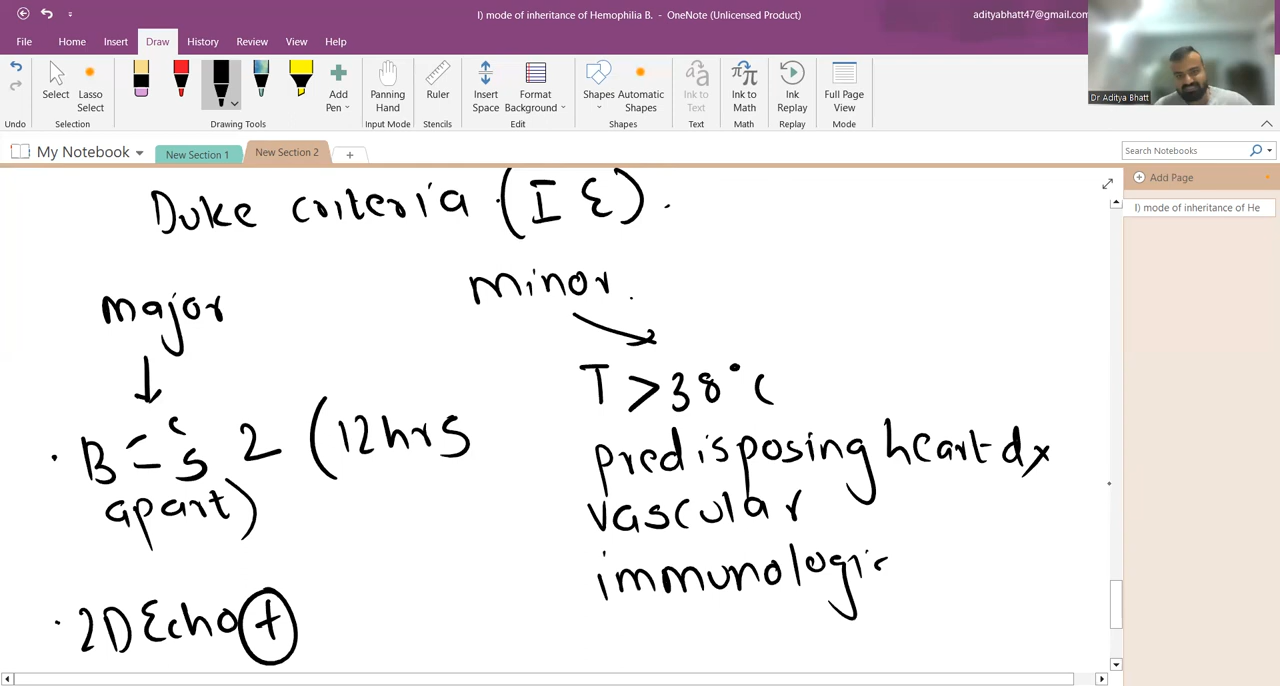 I) mode of inheritance of Hemophilia B. - OneNote (Unlicensed Product)
adityabhatt47@gmail.com
File Home Insert Draw History Review View Help
Undo
Select
Lasso Select
Selection
Drawing Tools
Add Pen
Panning Hand
Input Mode
Ruler
Stencils
Insert Space
Format Background
Edit
Shapes
Automatic Shapes
Shapes
Ink to Text
Text
Ink to Math
Math
Ink Replay
Replay
Full Page View
Mode
Dr Aditya Bhatt
My Notebook
New Section 1
New Section 2
Search Notebooks
Add Page
I) mode of inheritance of He
Duke criteria (IE).
major
B c/s 2 (12hrs
apart)
2D Echo +
minor.
T > 38°C
predisposing heart dx
vascular
immunologic